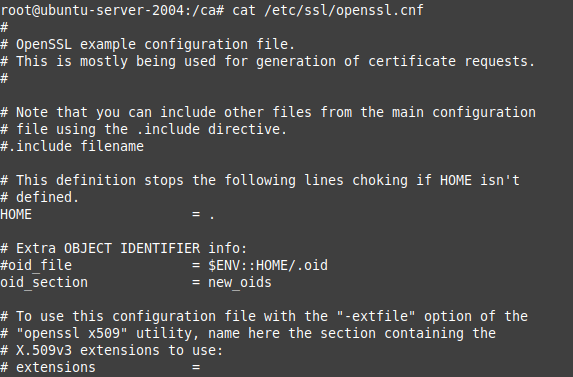 root@ubuntu-server-2004:/ca# cat /etc/ssl/openssl.cnf
#
# OpenSSL example configuration file.
# This is mostly being used for generation of certificate requests.
#

# Note that you can include other files from the main configuration
# file using the .include directive.
#.include filename

# This definition stops the following lines choking if HOME isn't
# defined.
HOME                    = .

# Extra OBJECT IDENTIFIER info:
#oid_file               = $ENV::HOME/.oid
oid_section             = new_oids

# To use this configuration file with the "-extfile" option of the
# "openssl x509" utility, name here the section containing the
# X.509v3 extensions to use:
# extensions            =